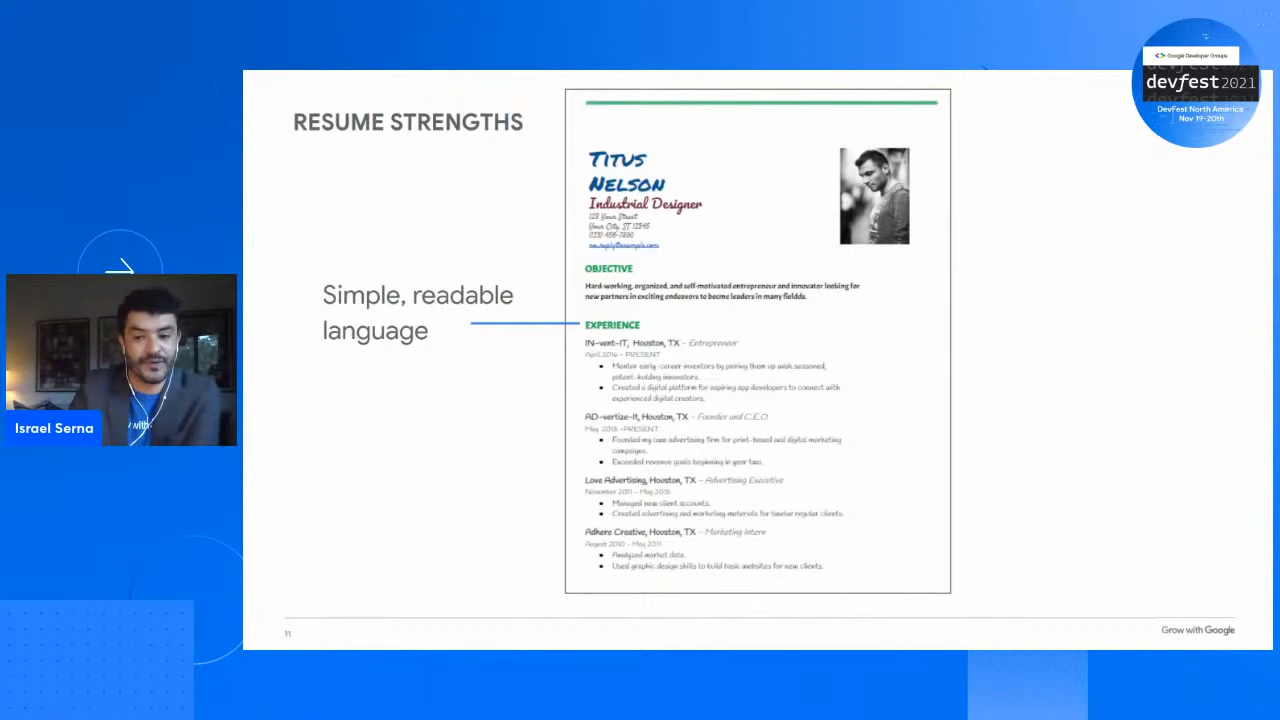 Google Developer Groups
devfest 2021
DevFest North America
Nov 19-20th
RESUME STRENGTHS
Simple, readable
language
TITUS
NELSON
Industrial Designer
123 Your Street
Your City, ST 12345
(123) 456-7890
no_reply@example.com
OBJECTIVE
Hard-working, organized, and self-motivated entrepreneur and innovator looking for
new partners in exciting endeavors to become leaders in many fieldds.
EXPERIENCE
IN-vent-IT, Houston, TX - Entrepreneur
April 2016 - PRESENT
Mentor early-career inventors by pairing them up wish seasoned,
patent-holding innovators.
Created a digital platform for aspiring app developers to connect with
experienced digital creators.
AD-vertize-It, Houston, TX - Founder and C.E.O.
May 2015 -PRESENT
Founded my own advertising firm for print-based and digital marketing
campaigns.
Exceeded revenue goals beginning in year two.
Love Advertising, Houston, TX - Advertising Executive
November 2011 - May 2015
Managed new client accounts.
Created advertising and marketing materials for twelve regular clients.
Adhere Creative, Houston, TX - Marketing Intern
August 2010 - May 2011
Analyzed market data.
Used graphic design skills to build basic websites for new clients.
Israel Serna
with
11
Grow with Google